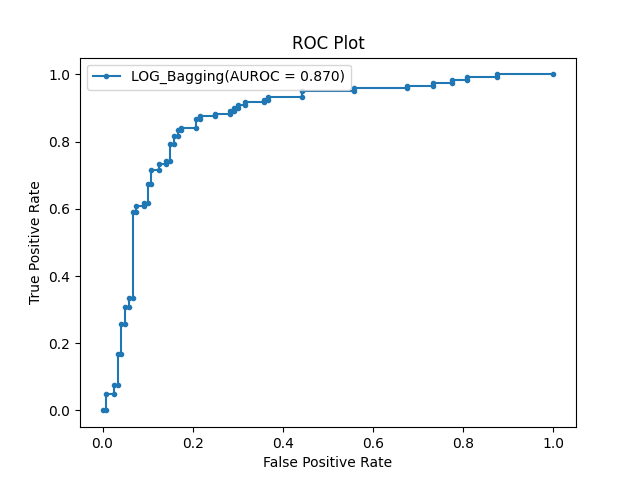 ROC Plot
LOG_Bagging(AUROC = 0.870)
1.0
0.8
0.6
0.4
0.2
0.0
True Positive Rate
0.0 0.2 0.4 0.6 0.8 1.0
False Positive Rate